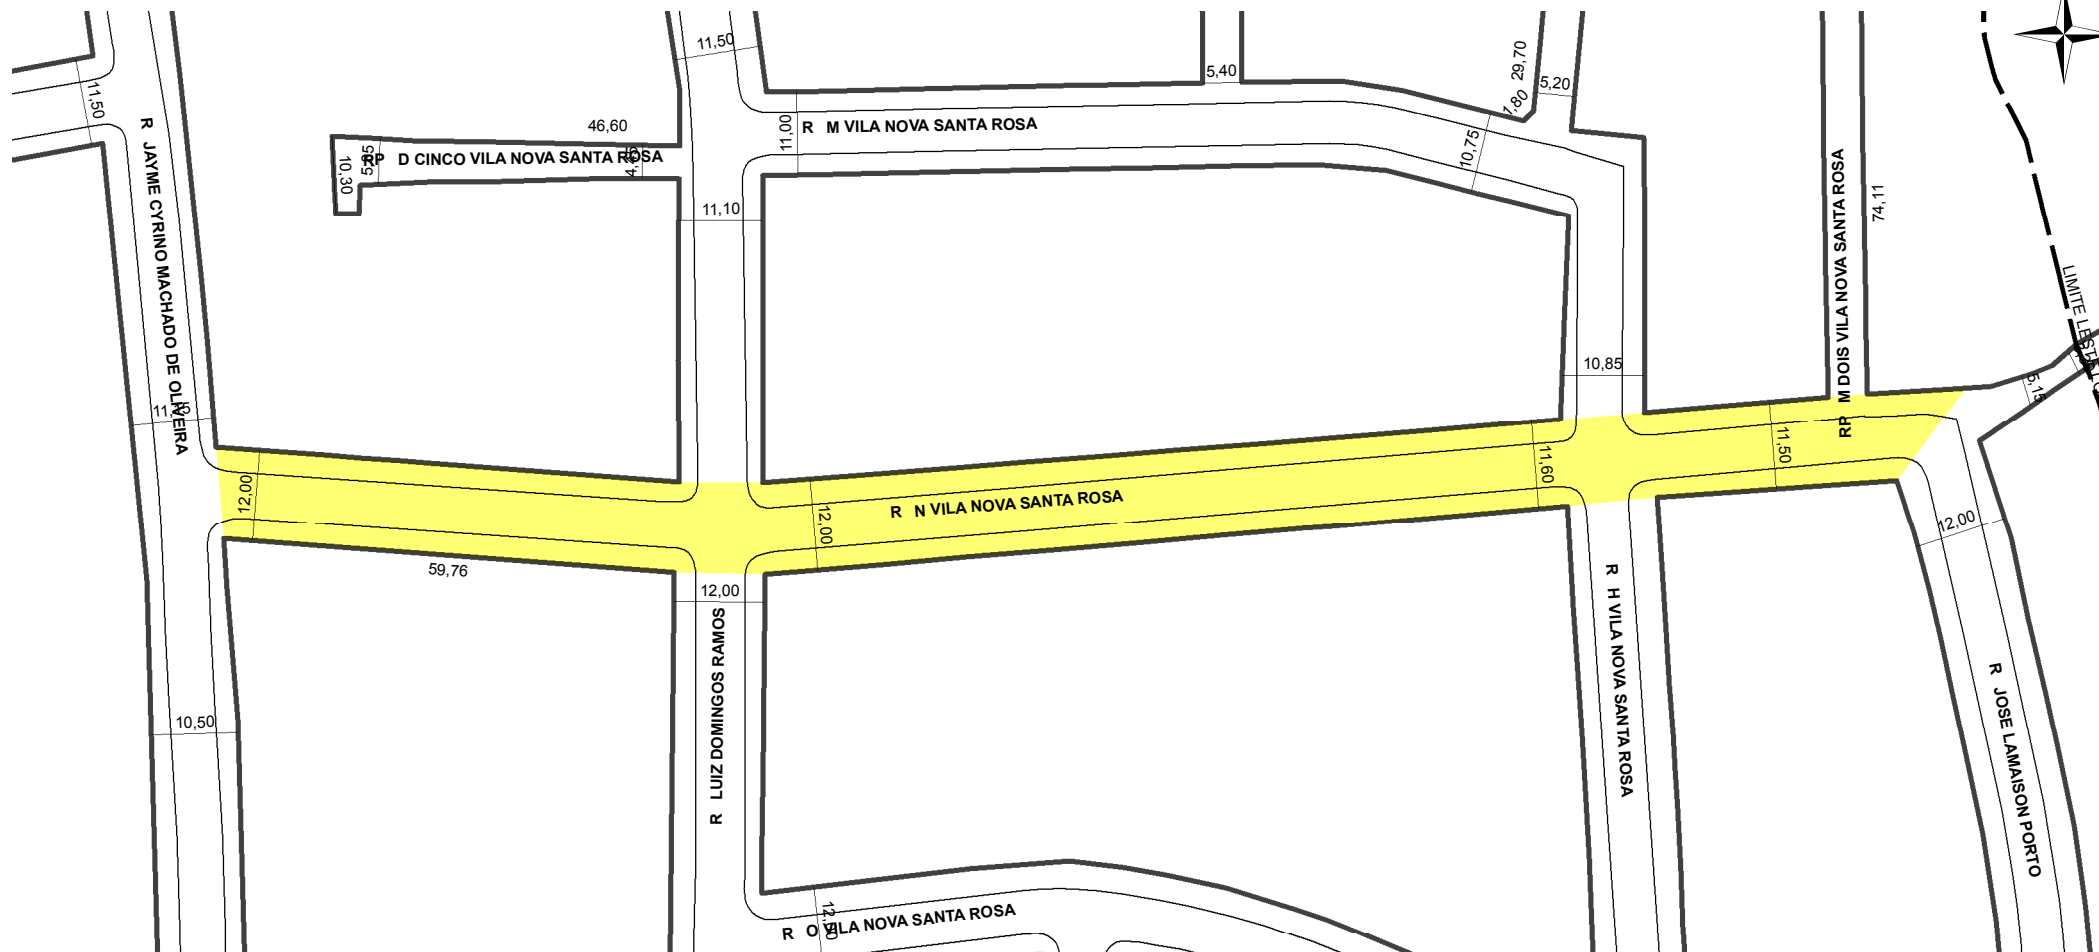 11,50
5,40
29,70
5,20
1,80
11,50
R JAYME CYRINO MACHADO DE OLIVEIRA
46,60
11,00
R M VILA NOVA SANTA ROSA
10,75
RP D CINCO VILA NOVA SANTA ROSA
10,30
11,10
74,11
RP M DOIS VILA NOVA SANTA ROSA
10,85
5,15
12,00
11,60
11,50
R N VILA NOVA SANTA ROSA
12,00
12,00
59,76
12,00
R LUIZ DOMINGOS RAMOS
R H VILA NOVA SANTA ROSA
R JOSE LAMAISON PORTO
10,50
R O VILA NOVA SANTA ROSA